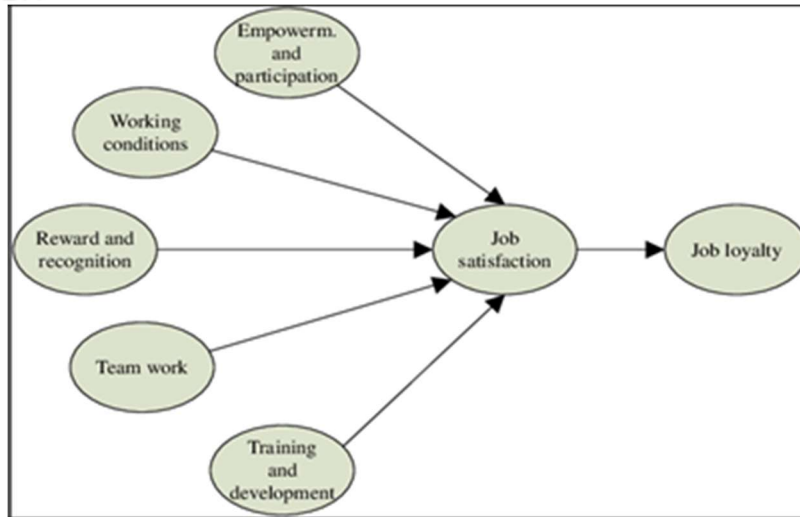 Empowerm.
and
participation
Working
conditions
Reward and
recognition
Job
satisfaction
Job loyalty
Team work
Training
and
development